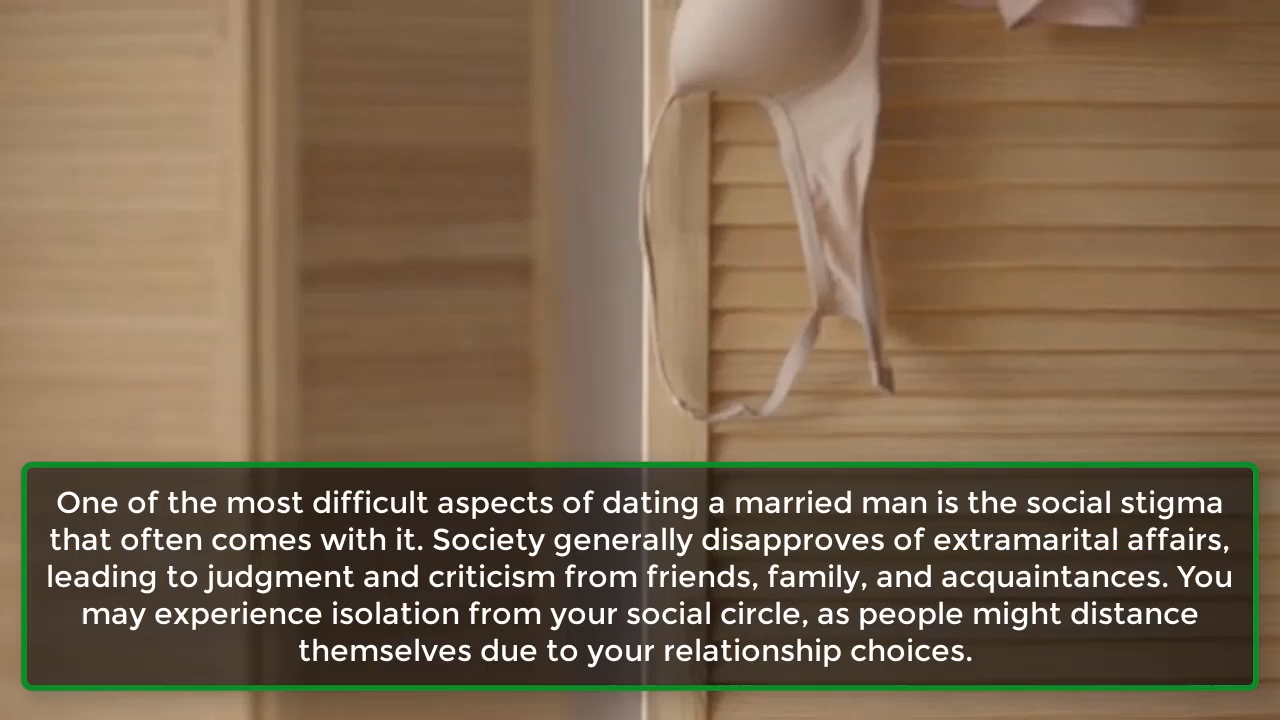 One of the most difficult aspects of dating a married man is the social stigma
that often comes with it. Society generally disapproves of extramarital affairs,
leading to judgment and criticism from friends, family, and acquaintances. You
may experience isolation from your social circle, as people might distance
themselves due to your relationship choices.